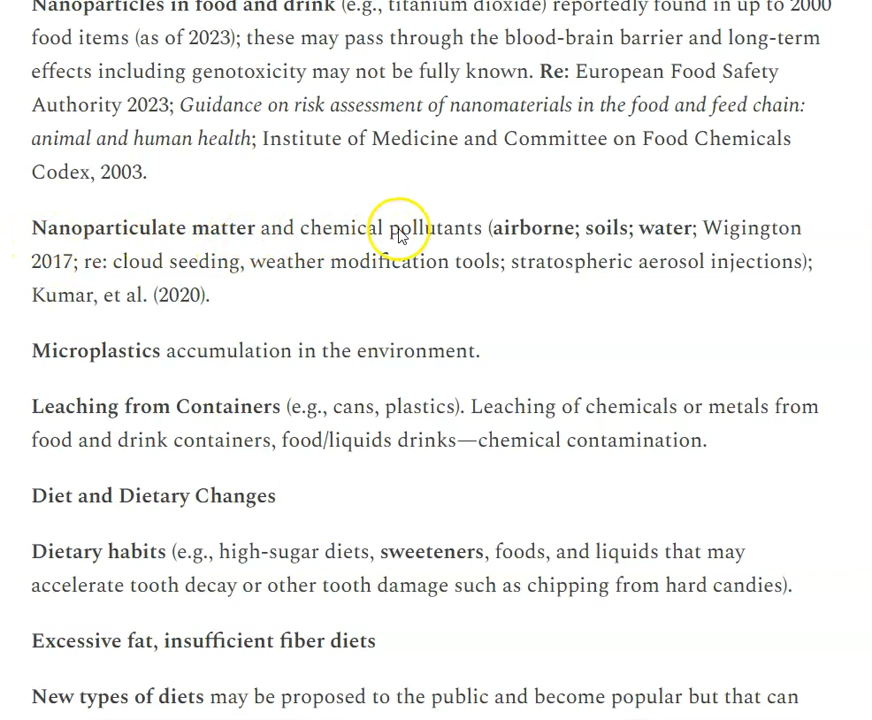 Nanoparticles in food and drink (e.g., titanium dioxide) reportedly found in up to 2000
food items (as of 2023); these may pass through the blood-brain barrier and long-term
effects including genotoxicity may not be fully known. Re: European Food Safety
Authority 2023; Guidance on risk assessment of nanomaterials in the food and feed chain:
animal and human health; Institute of Medicine and Committee on Food Chemicals
Codex, 2003.
Nanoparticulate matter and chemical pollutants (airborne; soils; water; Wigington
2017; re: cloud seeding, weather modification tools; stratospheric aerosol injections);
Kumar, et al. (2020).
Microplastics accumulation in the environment.
Leaching from Containers (e.g., cans, plastics). Leaching of chemicals or metals from
food and drink containers, food/liquids drinks—chemical contamination.
Diet and Dietary Changes
Dietary habits (e.g., high-sugar diets, sweeteners, foods, and liquids that may
accelerate tooth decay or other tooth damage such as chipping from hard candies).
Excessive fat, insufficient fiber diets
New types of diets may be proposed to the public and become popular but that can